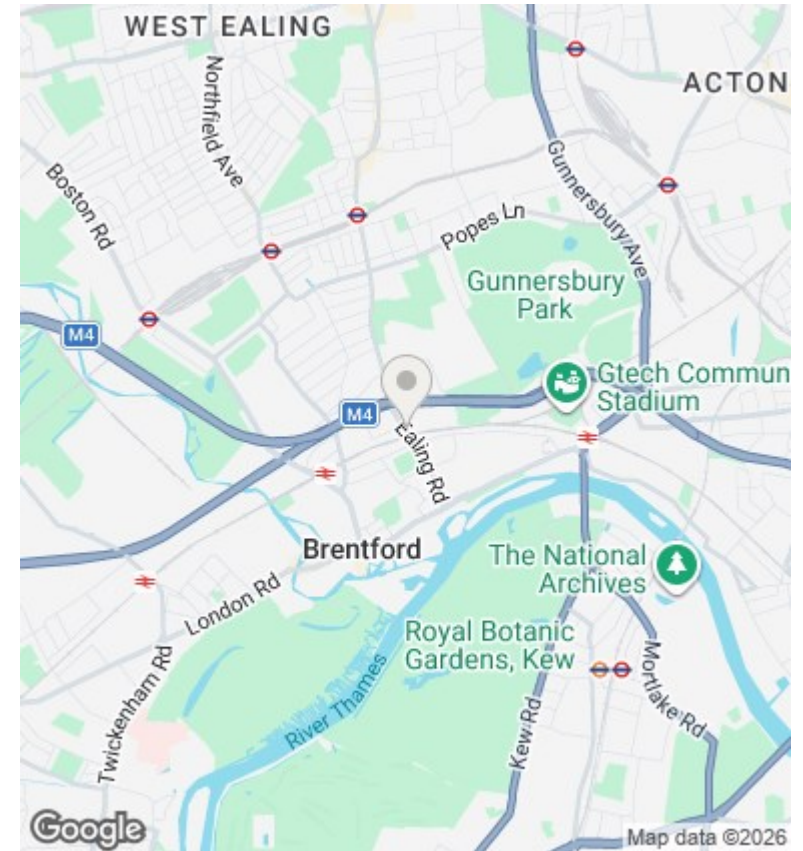 WEST EALING
ACTON
Northfield Ave
Boston Rd
Gunnersbury Ave
Popes Ln
Gunnersbury
Park
M4
Gtech Commun
Stadium
M4
Ealing Rd
Brentford
The National
Archives
London Rd
Royal Botanic
Gardens, Kew
Mortlake Rd
Twickenham Rd
River Thames
Kew Rd
Google
Map data ©2026